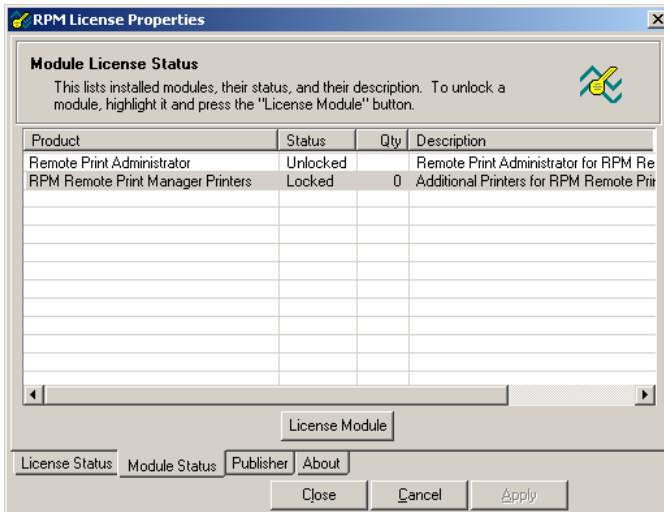 RPM License Properties
Module License Status
This lists installed modules, their status, and their description. To unlock a
module, highlight it and press the "License Module" button.
Product Status Qty Description
Remote Print Administrator Unlocked Remote Print Administrator for RPM Re
RPM Remote Print Manager Printers Locked 0 Additional Printers for RPM Remote Prin
License Module
License Status Module Status Publisher About
Close Cancel Apply